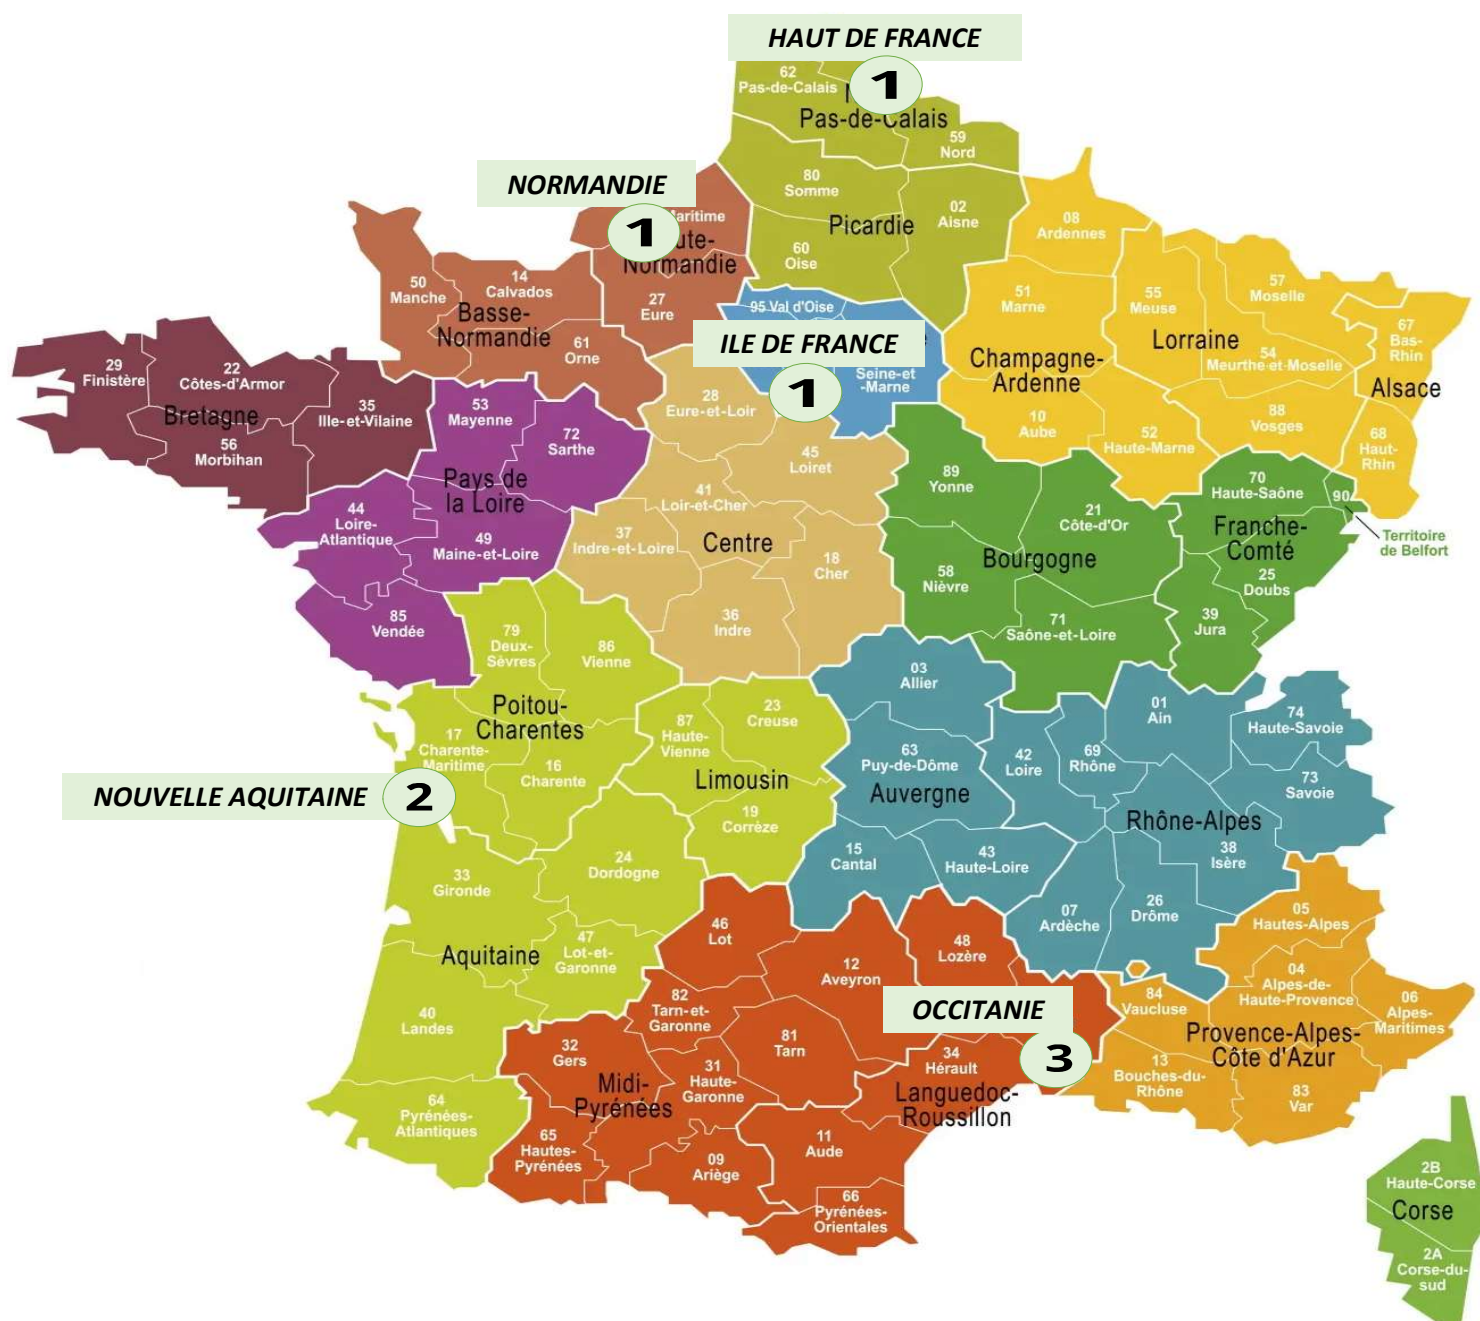 HAUT DE FRANCE
1
62
Pas-de-Calais
Pas-de-Calais
59
Nord
NORMANDIE
1
Normandie
80
Somme
02
Aisne
Picardie
60
Oise
08
Ardennes
50
Manche
14
Calvados
Basse-
Normandie
27
Eure
61
Orne
95 Val d'Oise
ILE DE FRANCE
1
Seine-et
-Marne
51
Marne
Champagne-
Ardenne
10
Aube
52
Haute-Marne
55
Meuse
57
Moselle
Lorraine
54
Meurthe-et-Moselle
88
Vosges
67
Bas-
Rhin
Alsace
68
Haut-
Rhin
29
Finistère
22
Côtes-d'Armor
Bretagne
35
Ille-et-Vilaine
56
Morbihan
53
Mayenne
72
Sarthe
Pays de
la Loire
44
Loire-
Atlantique
49
Maine-et-Loire
85
Vendée
28
Eure-et-Loir
45
Loiret
41
Loir-et-Cher
37
Indre-et-Loire
Centre
18
Cher
36
Indre
89
Yonne
21
Côte-d'Or
Bourgogne
58
Nièvre
71
Saône-et-Loire
70
Haute-Saône
90
Territoire
de Belfort
Franche-
Comté
25
Doubs
39
Jura
79
Deux-
Sèvres
86
Vienne
Poitou-
Charentes
17
Charente-
Maritime
16
Charente
NOUVELLE AQUITAINE
2
87
Haute-
Vienne
23
Creuse
Limousin
19
Corrèze
03
Allier
63
Puy-de-Dôme
Auvergne
15
Cantal
43
Haute-Loire
42
Loire
69
Rhône
01
Ain
74
Haute-Savoie
73
Savoie
Rhône-Alpes
38
Isère
07
Ardèche
26
Drôme
33
Gironde
24
Dordogne
Aquitaine
47
Lot-et-
Garonne
40
Landes
64
Pyrénées-
Atlantiques
46
Lot
12
Aveyron
82
Tarn-et-
Garonne
81
Tarn
32
Gers
31
Haute-
Garonne
Midi-
Pyrénées
65
Hautes-
Pyrénées
09
Ariège
48
Lozère
OCCITANIE
3
34
Hérault
Languedoc-
Roussillon
11
Aude
66
Pyrénées-
Orientales
05
Hautes-Alpes
04
Alpes-de-
Haute-Provence
06
Alpes-
Maritimes
84
Vaucluse
Provence-Alpes-
Côte d'Azur
13
Bouches-du-
Rhône
83
Var
2B
Haute-Corse
Corse
2A
Corse-du-
sud